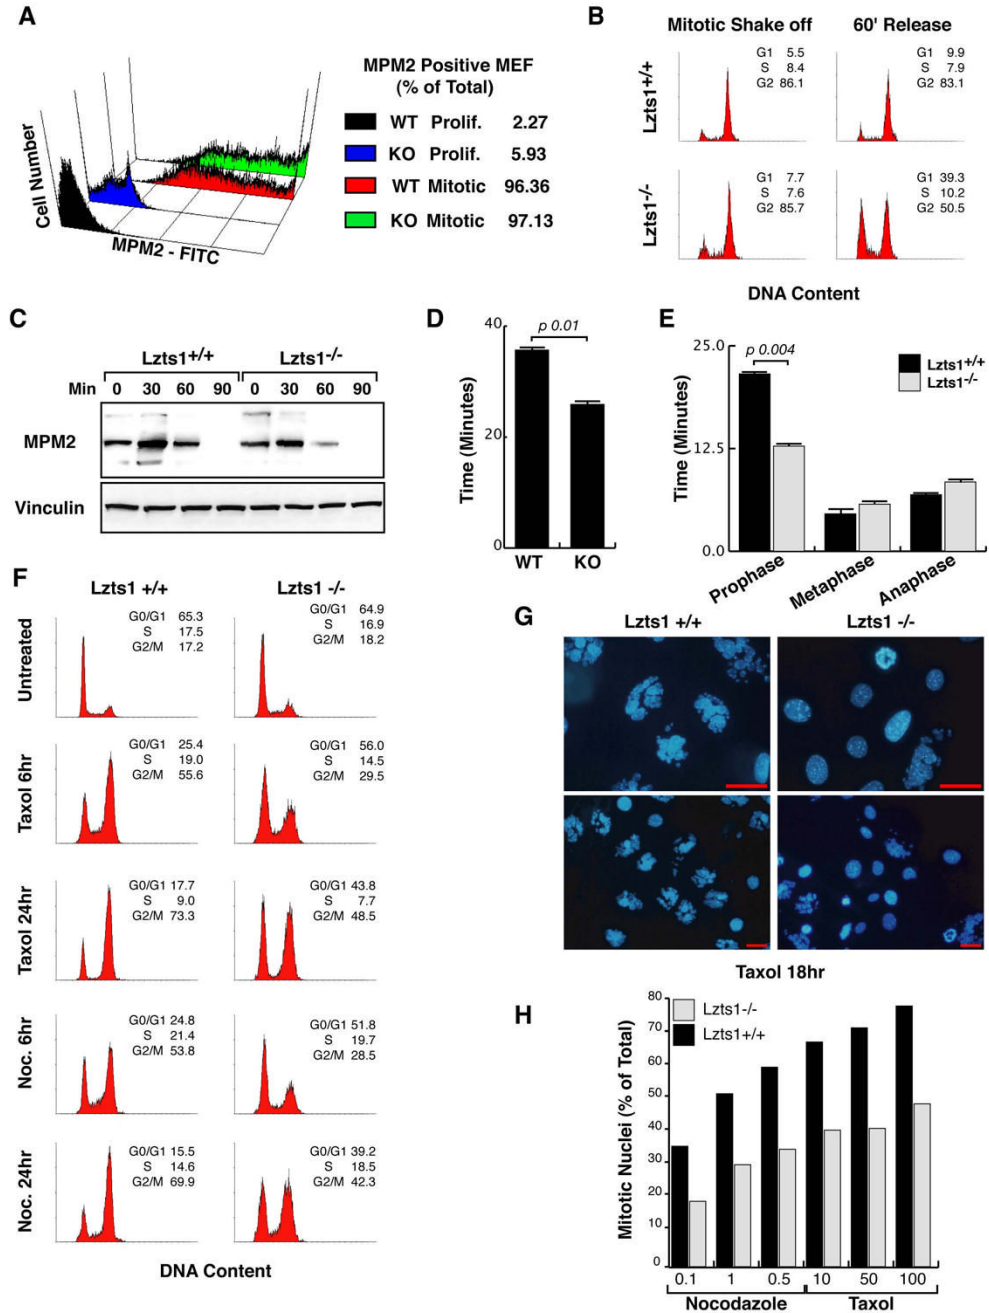 A
MPM2 Positive MEF
(% of Total)
WT Prolif. 2.27
KO Prolif. 5.93
WT Mitotic 96.36
KO Mitotic 97.13
Cell Number
MPM2 - FITC
B
Mitotic Shake off 60' Release
Lzts1+/+
G1 5.5
S 8.4
G2 86.1
G1 9.9
S 7.9
G2 83.1
Lzts1-/-
G1 7.7
S 7.6
G2 85.7
G1 39.3
S 10.2
G2 50.5
DNA Content
C
Lzts1+/+ Lzts1-/-
Min 0 30 60 90 0 30 60 90
MPM2
Vinculin
D
Time (Minutes)
40
20
0
p 0.01
WT KO
E
Time (Minutes)
25.0
12.5
0.0
p 0.004
Lzts1+/+
Lzts1-/-
Prophase Metaphase Anaphase
F
Lzts1 +/+ Lzts1 -/-
Untreated
G0/G1 65.3
S 17.5
G2/M 17.2
G0/G1 64.9
S 16.9
G2/M 18.2
Taxol 6hr
G0/G1 25.4
S 19.0
G2/M 55.6
G0/G1 56.0
S 14.5
G2/M 29.5
Taxol 24hr
G0/G1 17.7
S 9.0
G2/M 73.3
G0/G1 43.8
S 7.7
G2/M 48.5
Noc. 6hr
G0/G1 24.8
S 21.4
G2/M 53.8
G0/G1 51.8
S 19.7
G2/M 28.5
Noc. 24hr
G0/G1 15.5
S 14.6
G2/M 69.9
G0/G1 39.2
S 18.5
G2/M 42.3
DNA Content
G
Lzts1 +/+ Lzts1 -/-
Taxol 18hr
H
Mitotic Nuclei (% of Total)
80
70
60
50
40
30
20
10
0
Lzts1-/-
Lzts1+/+
0.1 1 0.5 10 50 100
Nocodazole Taxol